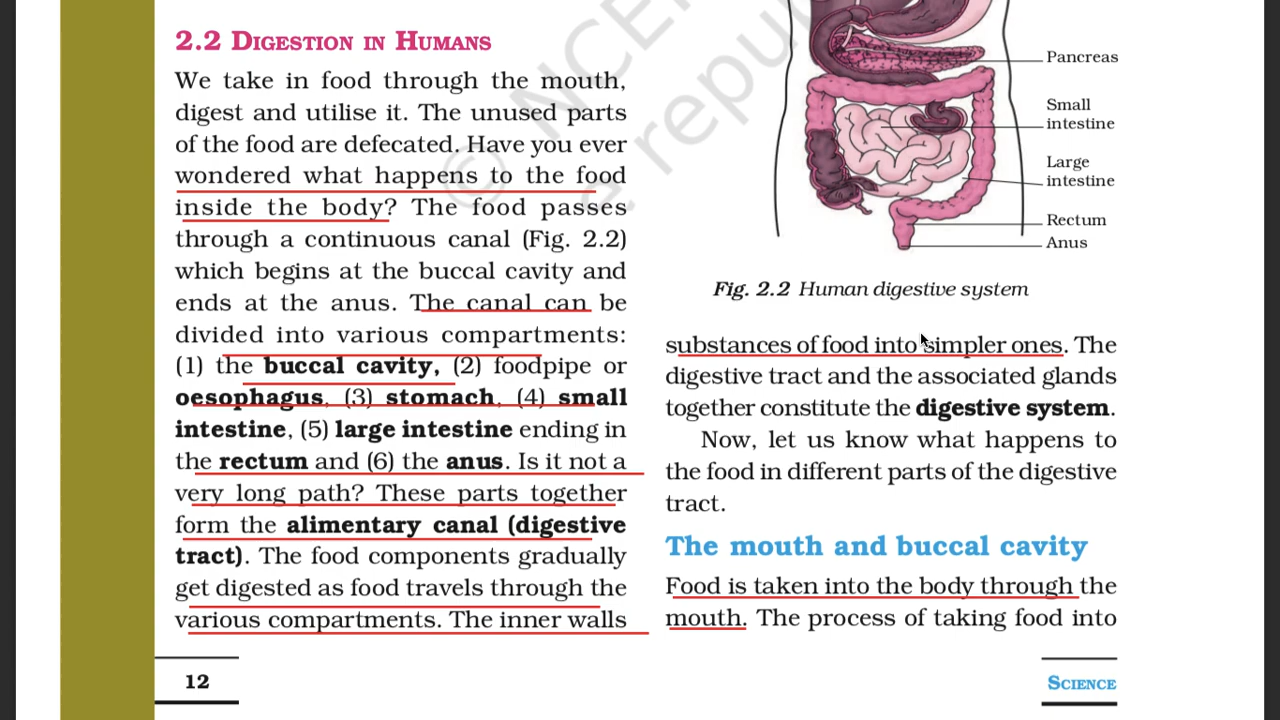 2.2 DIGESTION IN HUMANS
We take in food through the mouth,
digest and utilise it. The unused parts
of the food are defecated. Have you ever
wondered what happens to the food
inside the body? The food passes
through a continuous canal (Fig. 2.2)
which begins at the buccal cavity and
ends at the anus. The canal can be
divided into various compartments:
(1) the buccal cavity, (2) foodpipe or
oesophagus, (3) stomach, (4) small
intestine, (5) large intestine ending in
the rectum and (6) the anus. Is it not a
very long path? These parts together
form the alimentary canal (digestive
tract). The food components gradually
get digested as food travels through the
various compartments. The inner walls
12
Pancreas
Small
intestine
Large
intestine
Rectum
Anus
Fig. 2.2 Human digestive system
substances of food into simpler ones. The
digestive tract and the associated glands
together constitute the digestive system.
Now, let us know what happens to
the food in different parts of the digestive
tract.
The mouth and buccal cavity
Food is taken into the body through the
mouth. The process of taking food into
SCIENCE